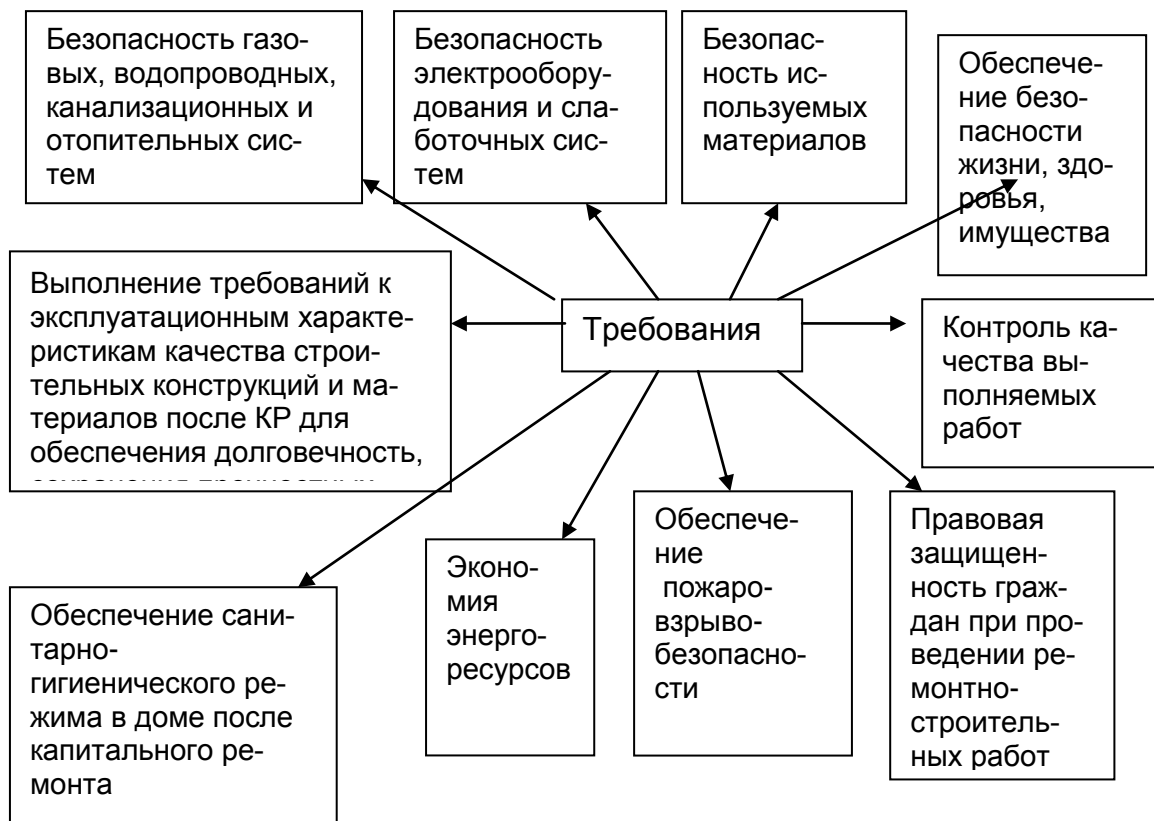 Безопасность газо-
вых, водопроводных,
канализационных и
отопительных сис-
тем
Безопасность
электрооборy-
дования и сла-
боточных сис-
тем
Безопас-
ность ис-
пользуемых
материалов
Обеспече-
ние безо-
пасности
жизни, здо-
ровья,
имущества
Выполнение требований к
эксплуатационным характе-
ристикам качества строи-
тельных конструкций и ма-
териалов после КР для
обеспечения долговечность,
Требования
Контроль ка-
чества вы-
полняемых
работ
Обеспечение сани-
тарно-
гигиенического ре-
жима в доме после
капитального ре-
монта
Эконо-
мия
энерго-
ресурсов
Обеспече-
ние
пожаро-
взрыво-
безопасно-
сти
Правовая
защищен-
ность граж-
дан при про-
ведении ре-
монтно-
строитель-
ных работ